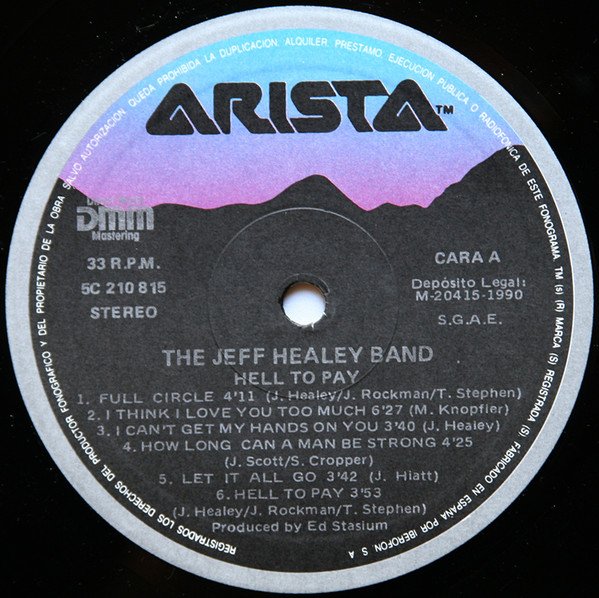 SALVO AUTORIZACION QUEDA PROHIBIDA LA DUPLICACION, ALQUILER, PRESTAMO, EJECUCION PUBLICA O RADIOFONICA DE ESTE FONOGRAMA TM (s) (R) MARCA (S) REGISTRADA (S) FABRICADO EN ESPAÑA POR IBEROFON, S A
REGISTRADOS LOS DERECHOS DEL PRODUCTOR FONOGRAFICO Y DEL PROPIETARIO DE LA OBRA
ARISTA™
DMM
Mastering
33 R.P.M.
5C 210 815
STEREO
CARA A
Depósito Legal:
M-20415-1990
S.G.A.E.
THE JEFF HEALEY BAND
HELL TO PAY
1. FULL CIRCLE 4'11 (J. Healey/J. Rockman/T. Stephen)
2. I THINK I LOVE YOU TOO MUCH 6'27 (M. Knopfler)
3. I CAN'T GET MY HANDS ON YOU 3'40 (J. Healey)
4. HOW LONG CAN A MAN BE STRONG 4'25
(J. Scott/S. Cropper)
5. LET IT ALL GO 3'42 (J. Hiatt)
6. HELL TO PAY 3'53
(J. Healey/J. Rockman/T. Stephen)
Produced by Ed Stasium